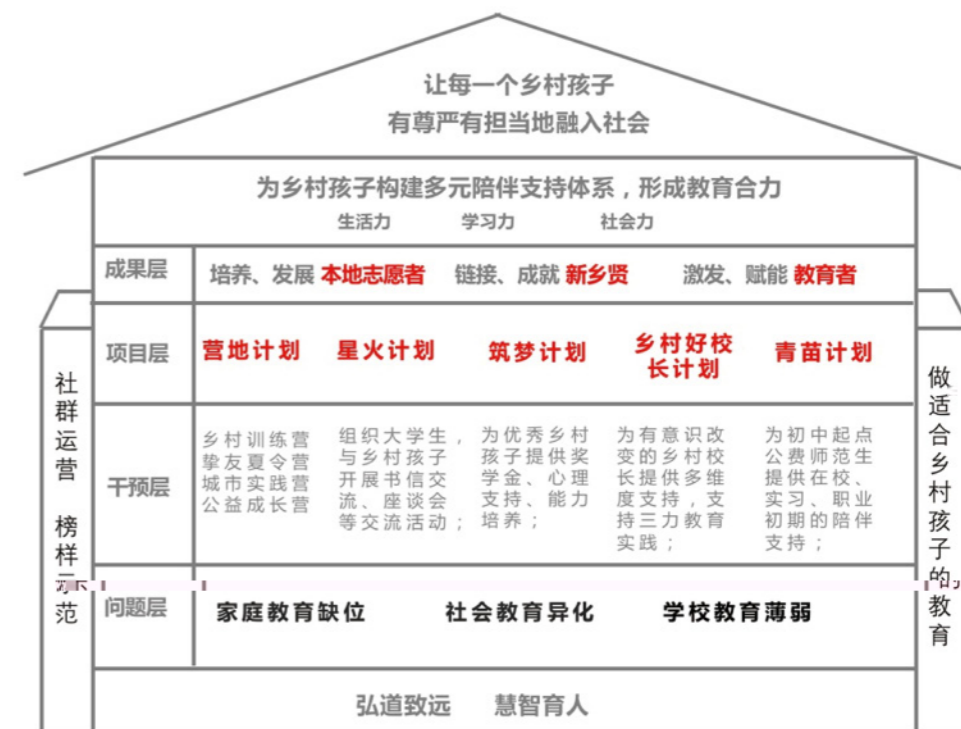 让每一个乡村孩子
有尊严有担当地融入社会
为乡村孩子构建多元陪伴支持体系，形成教育合力
生活力 学习力 社会力
成果层
培养、发展 本地志愿者 链接、成就 新乡贤 激发、赋能 教育者
项目层
营地计划
星火计划
筑梦计划
乡村好校
长计划
青苗计划
干预层
乡村训练营
挚友夏令营
城市实践营
公益成长营
组织大学生，
与乡村孩子
开展书信交
流、座谈会
等交流活动；
为优秀乡村
孩子提供奖
学金、心理
支持、能力
培养；
为有意识改
变的乡村校
长提供多维
度支持，支
持三力教育
实践；
为初中起点
公费师范生
提供在校、
实习、职业
初期的陪伴
支持；
问题层
家庭教育缺位 社会教育异化 学校教育薄弱
弘道致远 慧智育人
社群运营 榜样示范
做适合乡村孩子的教育